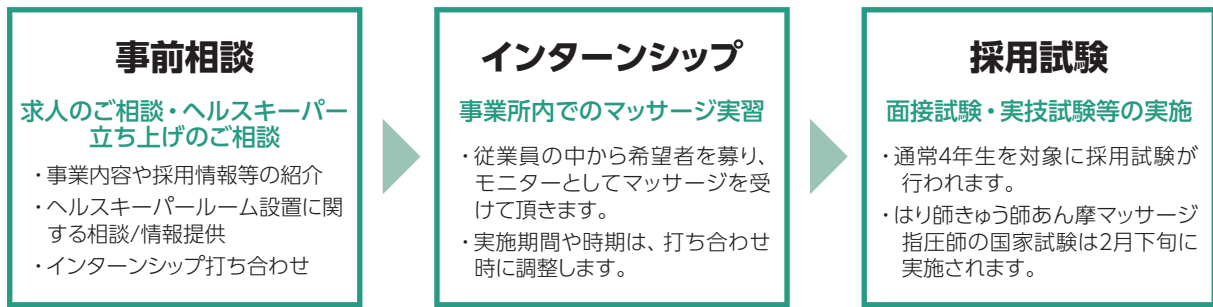 事前相談
求人のご相談・ヘルスキーパー
立ち上げのご相談
・事業内容や採用情報等の紹介
・ヘルスキーパールーム設置に関
する相談/情報提供
・インターンシップ打ち合わせ
インターンシップ
事業所内でのマッサージ実習
・従業員の中から希望者を募り、
モニターとしてマッサージを受
けて頂きます。
・実施期間や時期は、打ち合わせ
時に調整します。
採用試験
面接試験・実技試験等の実施
・通常4年生を対象に採用試験が
行われます。
・はり師きゅう師あん摩マッサージ
指圧師の国家試験は2月下旬に
実施されます。